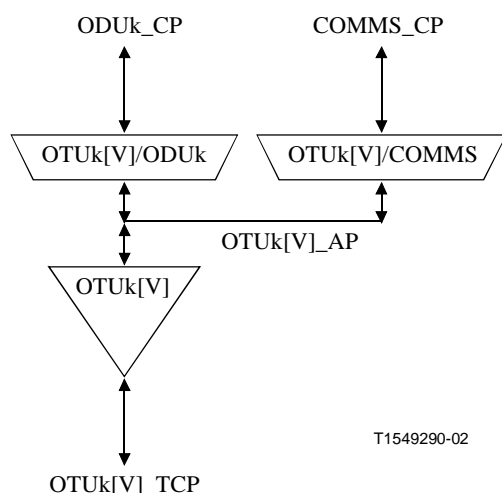 ODUk_CP
COMMS_CP
OTUk[V]/ODUk
OTUk[V]/COMMS
OTUk[V]_AP
OTUk[V]
T1549290-02
OTUk[V]_TCP